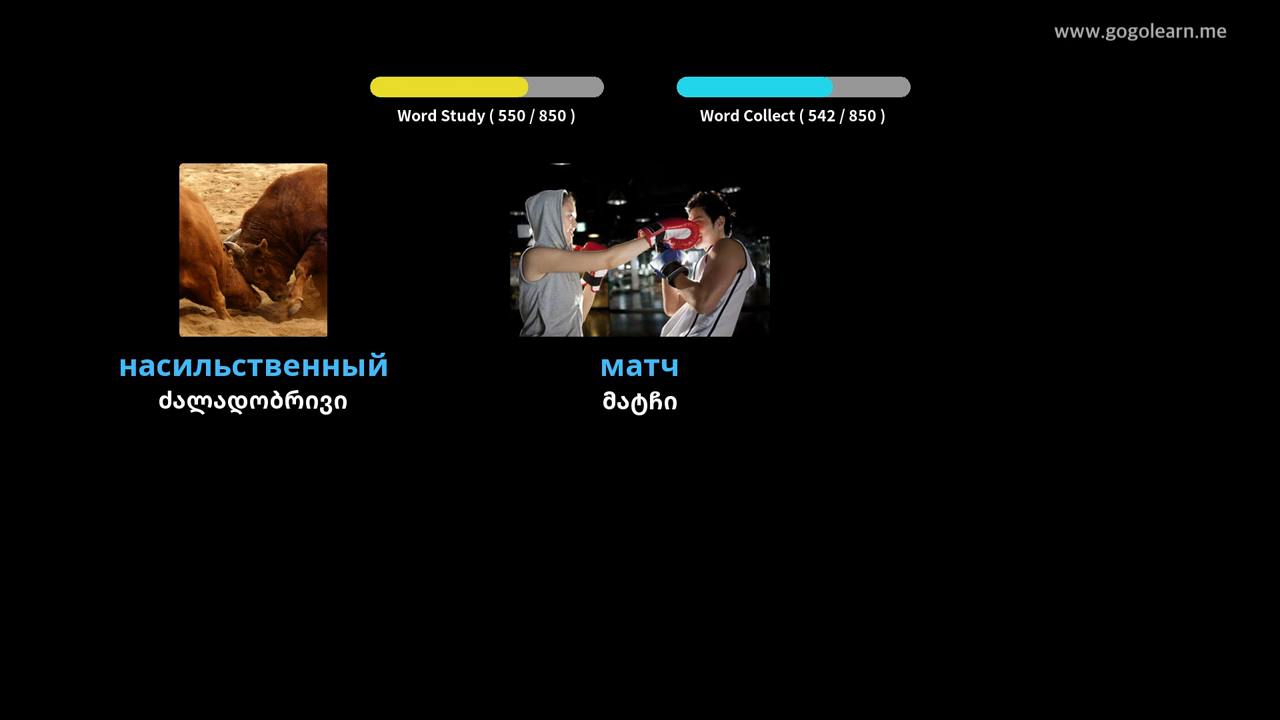 www.gogolearn.me
Word Study ( 550 / 850 )
Word Collect ( 542 / 850 )
насильственный
ძალადობრივი
матч
მატჩი